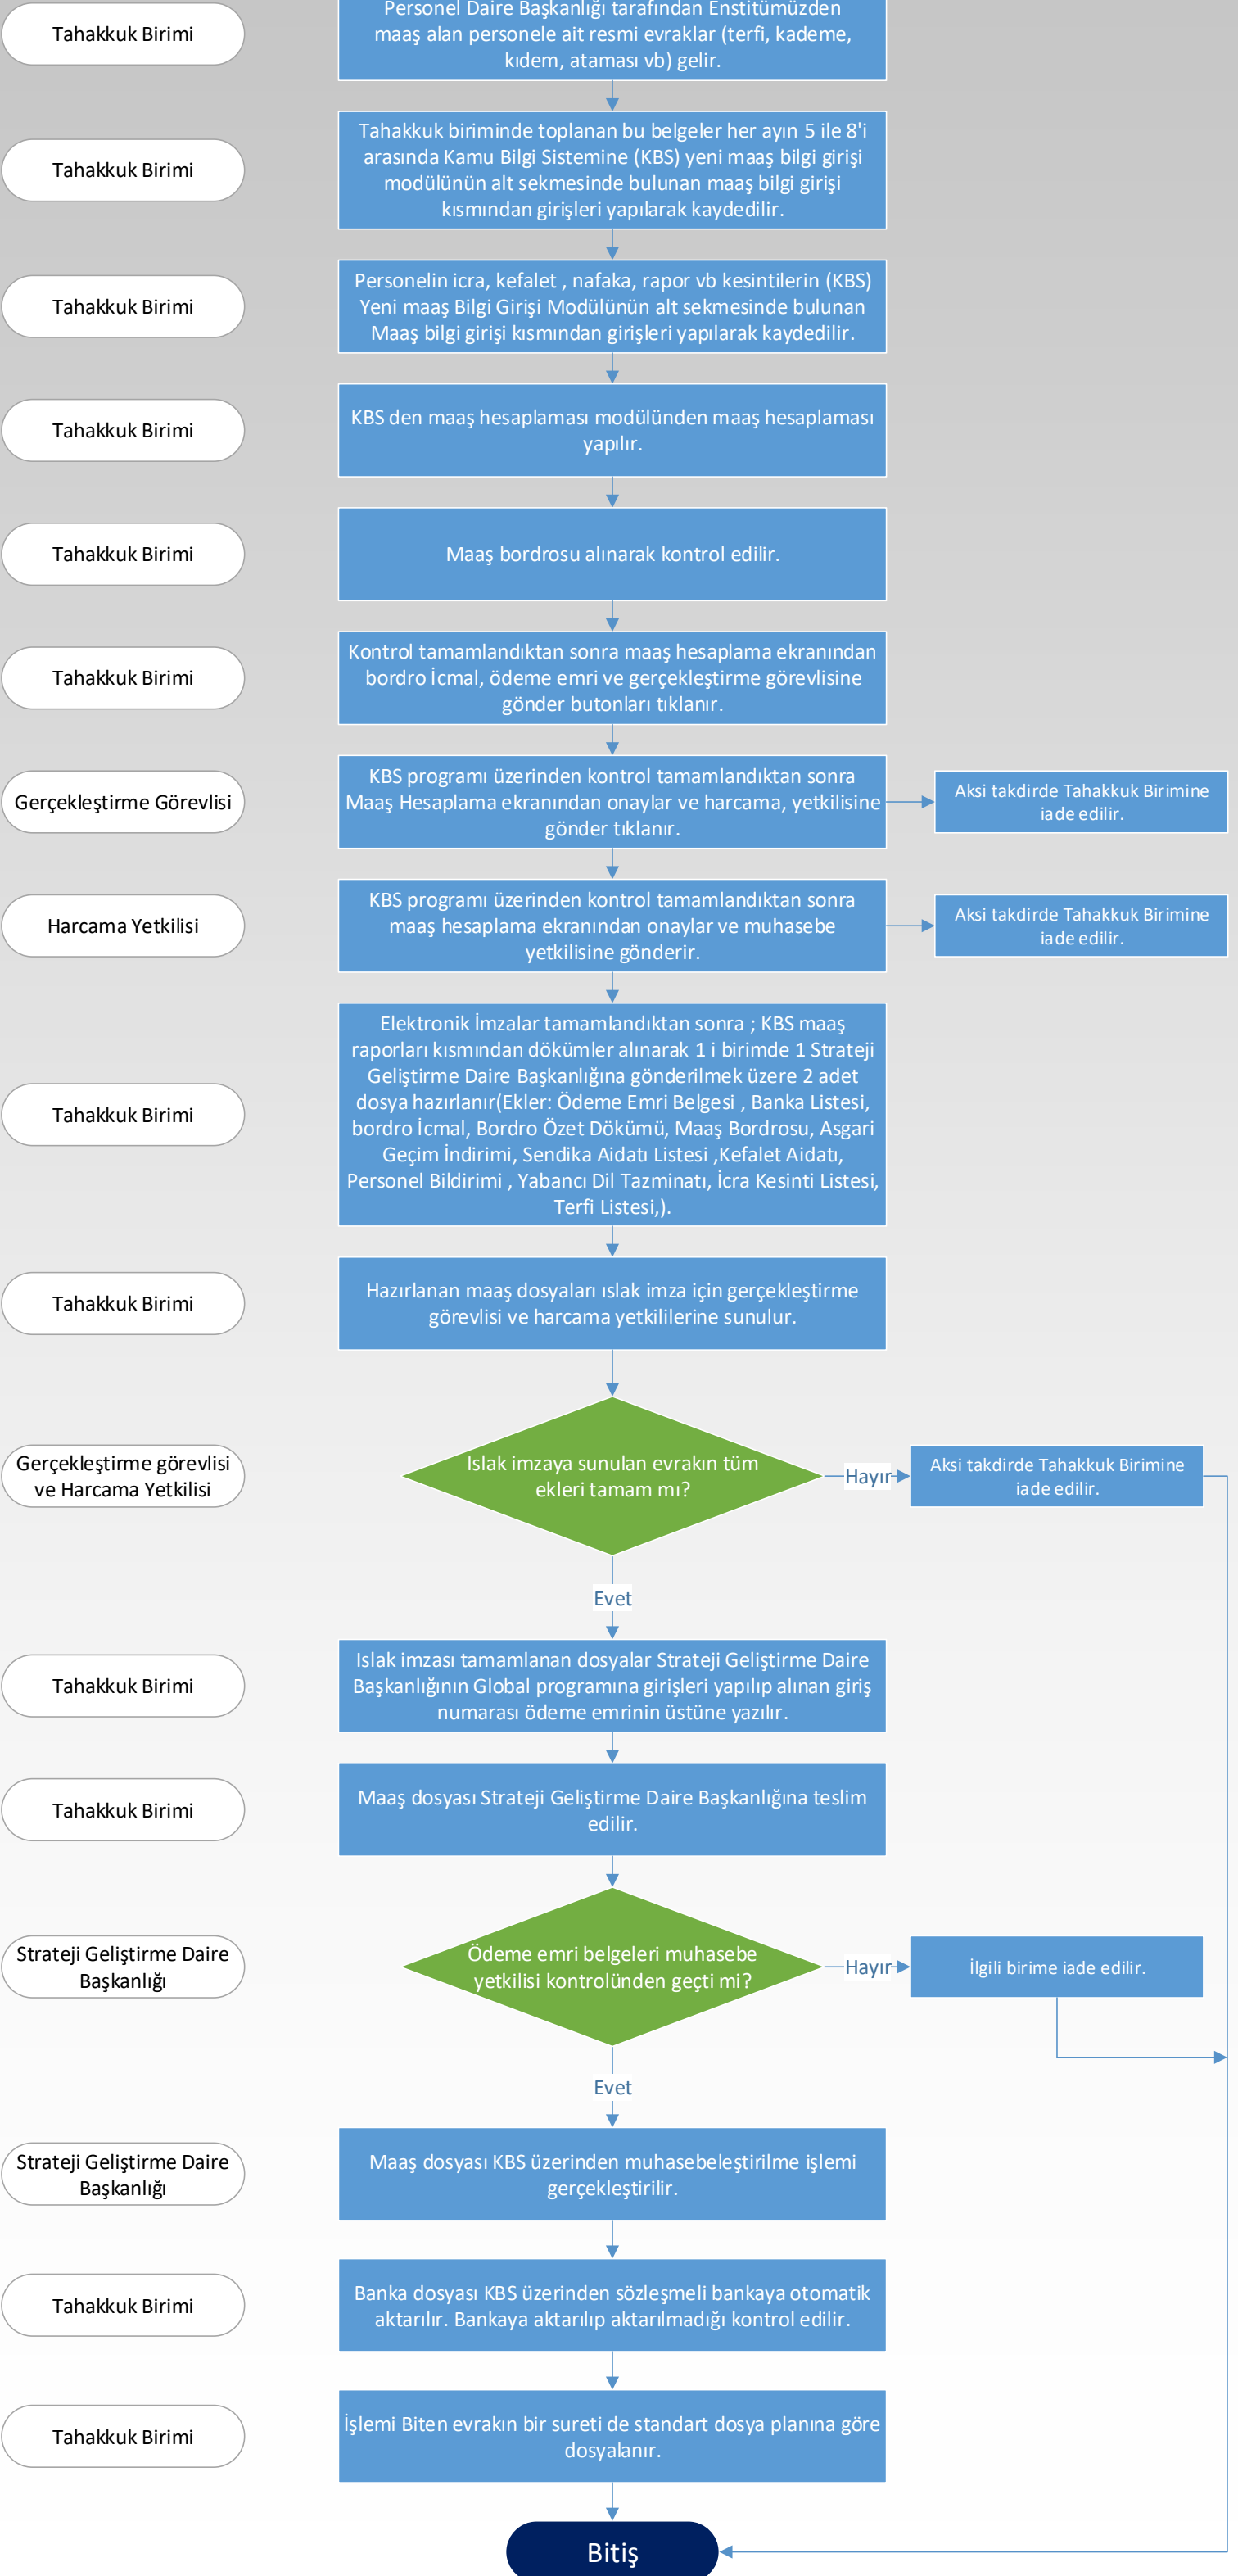 Tahakkuk Birimi
Personel Daire Başkanlığı tarafından Enstitümüzden
maaş alan personele ait resmi evraklar (terfi, kademe,
kıdem, ataması vb) gelir.
Tahakkuk Birimi
Tahakkuk biriminde toplanan bu belgeler her ayın 5 ile 8'i
arasında Kamu Bilgi Sistemine (KBS) yeni maaş bilgi girişi
modülünün alt sekmesinde bulunan maaş bilgi girişi
kısmından girişleri yapılarak kaydedilir.
Tahakkuk Birimi
Personelin icra, kefalet , nafaka, rapor vb kesintilerin (KBS)
Yeni maaş Bilgi Girişi Modülünün alt sekmesinde bulunan
Maaş bilgi girişi kısmından girişleri yapılarak kaydedilir.
Tahakkuk Birimi
KBS den maaş hesaplaması modülünden maaş hesaplaması
yapılır.
Tahakkuk Birimi
Maaş bordrosu alınarak kontrol edilir.
Tahakkuk Birimi
Kontrol tamamlandıktan sonra maaş hesaplama ekranından
bordro İcmal, ödeme emri ve gerçekleştirme görevlisine
gönder butonları tıklanır.
Gerçekleştirme Görevlisi
KBS programı üzerinden kontrol tamamlandıktan sonra
Maaş Hesaplama ekranından onaylar ve harcama, yetkilisine
gönder tıklanır.
Aksi takdirde Tahakkuk Birimine
iade edilir.
Harcama Yetkilisi
KBS programı üzerinden kontrol tamamlandıktan sonra
maaş hesaplama ekranından onaylar ve muhasebe
yetkilisine gönderir.
Aksi takdirde Tahakkuk Birimine
iade edilir.
Tahakkuk Birimi
Elektronik İmzalar tamamlandıktan sonra ; KBS maaş
raporları kısmından dökümler alınarak 1 i birimde 1 Strateji
Geliştirme Daire Başkanlığına gönderilmek üzere 2 adet
dosya hazırlanır(Ekler: Ödeme Emri Belgesi , Banka Listesi,
bordro İcmal, Bordro Özet Dökümü, Maaş Bordrosu, Asgari
Geçim İndirimi, Sendika Aidatı Listesi ,Kefalet Aidatı,
Personel Bildirimi , Yabancı Dil Tazminatı, İcra Kesinti Listesi,
Terfi Listesi,).
Tahakkuk Birimi
Hazırlanan maaş dosyaları ıslak imza için gerçekleştirme
görevlisi ve harcama yetkililerine sunulur.
Gerçekleştirme görevlisi
ve Harcama Yetkilisi
Islak imzaya sunulan evrakın tüm
ekleri tamam mı?
Hayır
Aksi takdirde Tahakkuk Birimine
iade edilir.
Evet
Tahakkuk Birimi
Islak imzası tamamlanan dosyalar Strateji Geliştirme Daire
Başkanlığının Global programına girişleri yapılıp alınan giriş
numarası ödeme emrinin üstüne yazılır.
Tahakkuk Birimi
Maaş dosyası Strateji Geliştirme Daire Başkanlığına teslim
edilir.
Strateji Geliştirme Daire
Başkanlığı
Ödeme emri belgeleri muhasebe
yetkilisi kontrolünden geçti mi?
Hayır
İlgili birime iade edilir.
Evet
Strateji Geliştirme Daire
Başkanlığı
Maaş dosyası KBS üzerinden muhasebeleştirilme işlemi
gerçekleştirilir.
Tahakkuk Birimi
Banka dosyası KBS üzerinden sözleşmeli bankaya otomatik
aktarılır. Bankaya aktarılıp aktarılmadığı kontrol edilir.
Tahakkuk Birimi
İşlemi Biten evrakın bir sureti de standart dosya planına göre
dosyalanır.
Bitiş